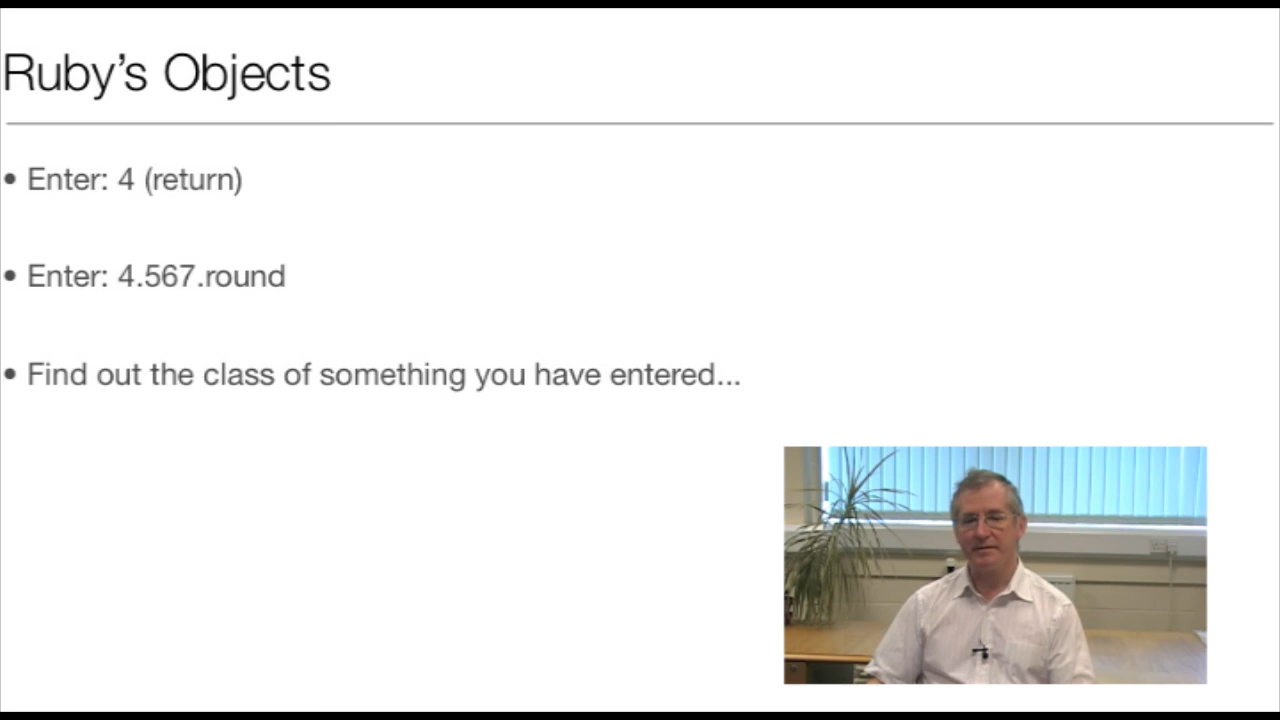 Ruby’s Objects
• Enter: 4 (return)
• Enter: 4.567.round
• Find out the class of something you have entered...